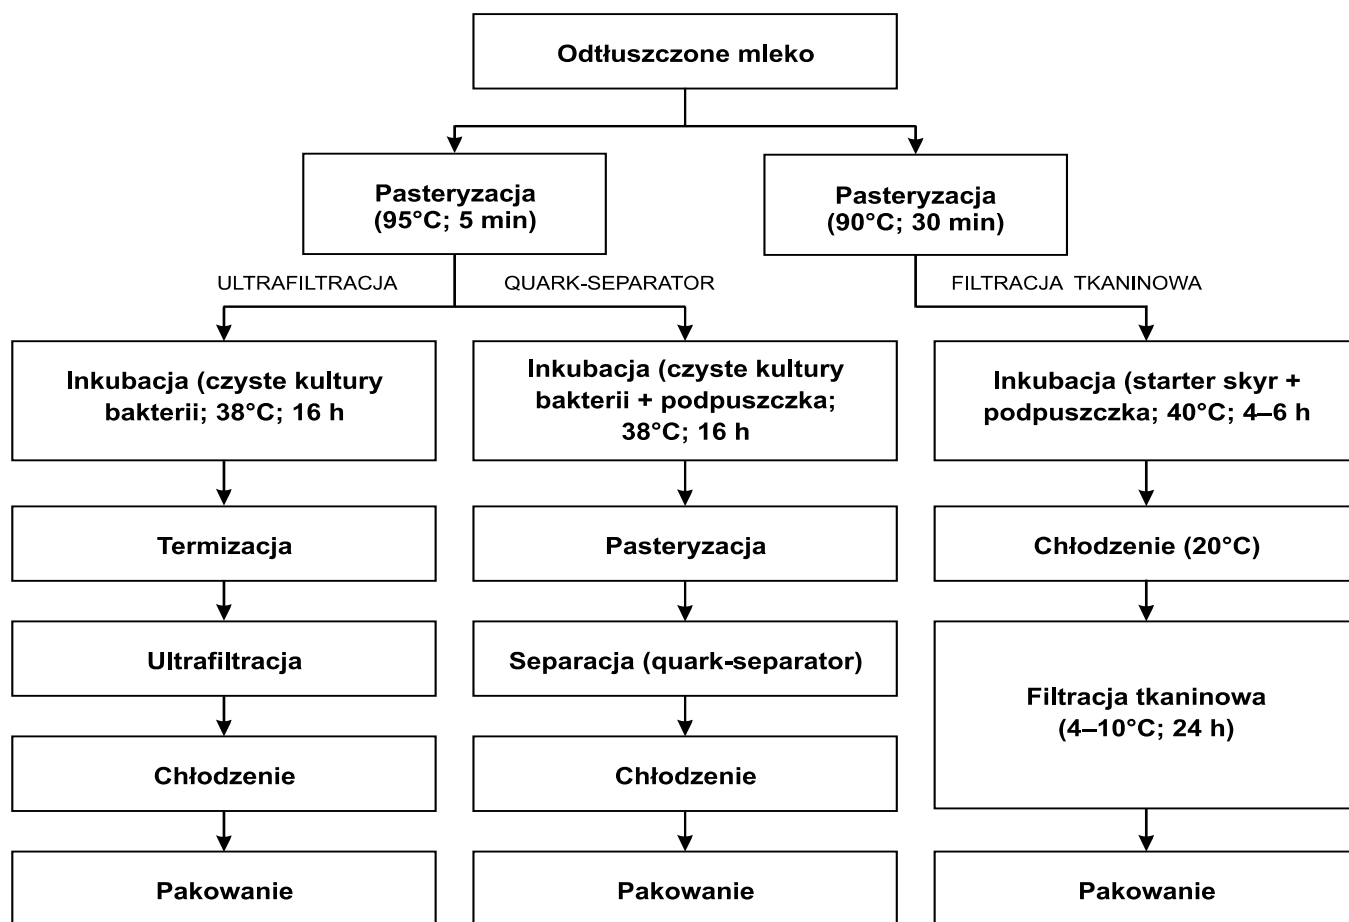 Odtłuszczone mleko
Pasteryzacja
(95°C; 5 min)
Pasteryzacja
(90°C; 30 min)
ULTRAFILTRACJA
QUARK-SEPARATOR
FILTRACJA TKANINOWA
Inkubacja (czyste kultury
bakterii; 38°C; 16 h
Inkubacja (czyste kultury
bakterii + podpuszczka;
38°C; 16 h
Inkubacja (starter skyr +
podpuszczka; 40°C; 4–6 h
Termizacja
Pasteryzacja
Chłodzenie (20°C)
Ultrafiltracja
Separacja (quark-separator)
Filtracja tkaninowa
(4–10°C; 24 h)
Chłodzenie
Chłodzenie
Pakowanie
Pakowanie
Pakowanie